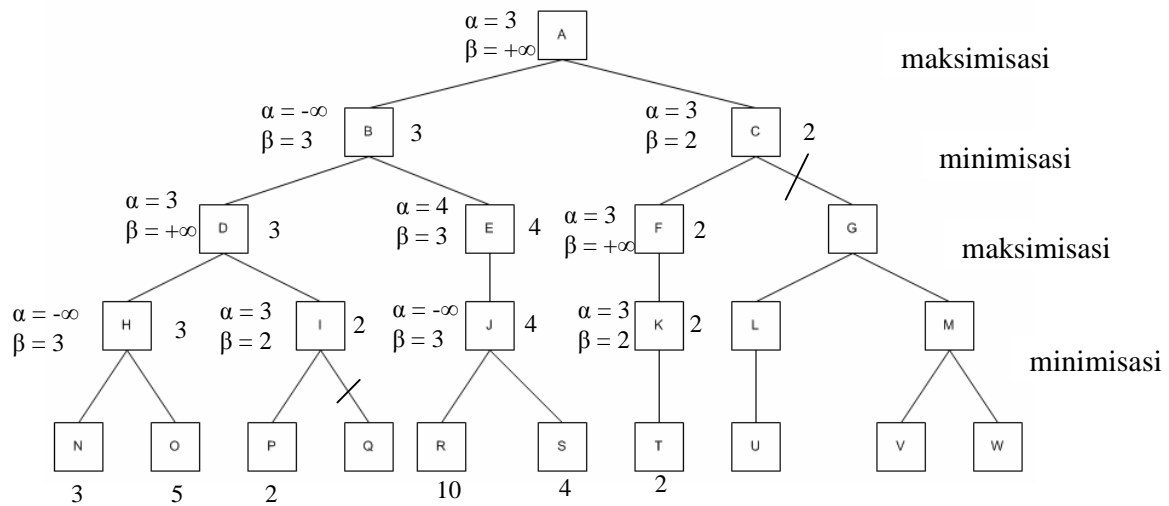 α = 3
β = +∞
A
maksimisasi
α = -∞
β = 3
B
3
α = 3
β = 2
C
2
minimisasi
α = 3
β = +∞
D
3
α = 4
β = 3
E
4
α = 3
β = +∞
F
2
G
maksimisasi
α = -∞
β = 3
H
3
α = 3
β = 2
I
2
α = -∞
β = 3
J
4
α = 3
β = 2
K
2
L
M
minimisasi
N O P Q R S T U V W
3 5 2 10 4 2